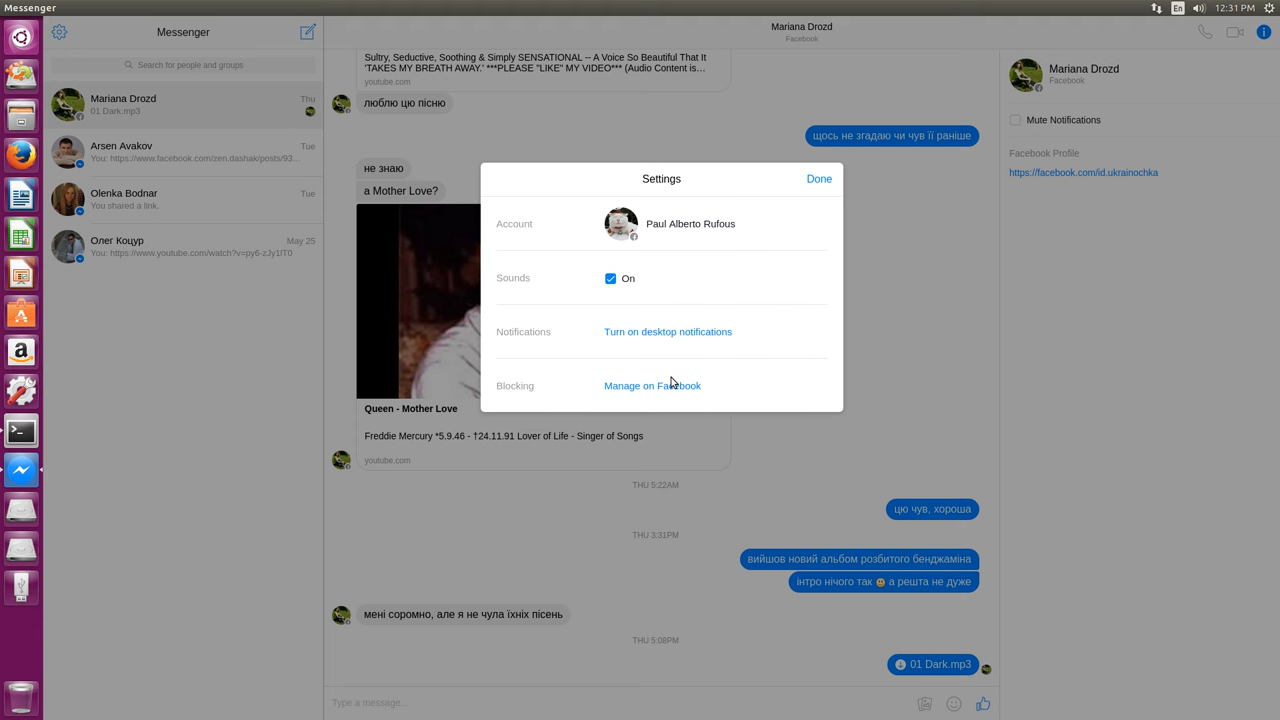 Messenger
En
12:31 PM
Messenger
Search for people and groups
Mariana Drozd
Thu
01 Dark.mp3
Arsen Avakov
Tue
You: https://www.facebook.com/zen.dashak/posts/93...
Olenka Bodnar
Tue
You shared a link.
Олег Коцур
May 25
You: https://www.youtube.com/watch?v=py6-zJy1IT0
Mariana Drozd
Facebook
Sultry, Seductive, Soothing & Simply SENSATIONAL -- A Voice So Beautiful That It
'TAKES MY BREATH AWAY.' ***PLEASE "LIKE" MY VIDEO*** (Audio Content is...
youtube.com
люблю цю пісню
щось не згадаю чи чув її раніше
не знаю
а Mother Love?
Queen - Mother Love
Freddie Mercury *5.9.46 - †24.11.91 Lover of Life - Singer of Songs
youtube.com
THU 5:22AM
цю чув, хороша
THU 3:31PM
вийшов новий альбом розбитого бенджаміна
інтро нічого так 🙂 а решта не дуже
мені соромно, але я не чула їхніх пісень
THU 5:08PM
01 Dark.mp3
Type a message...
Settings
Done
Account
Paul Alberto Rufous
Sounds
On
Notifications
Turn on desktop notifications
Blocking
Manage on Facebook
Mariana Drozd
Facebook
Mute Notifications
Facebook Profile
https://facebook.com/id.ukrainochka